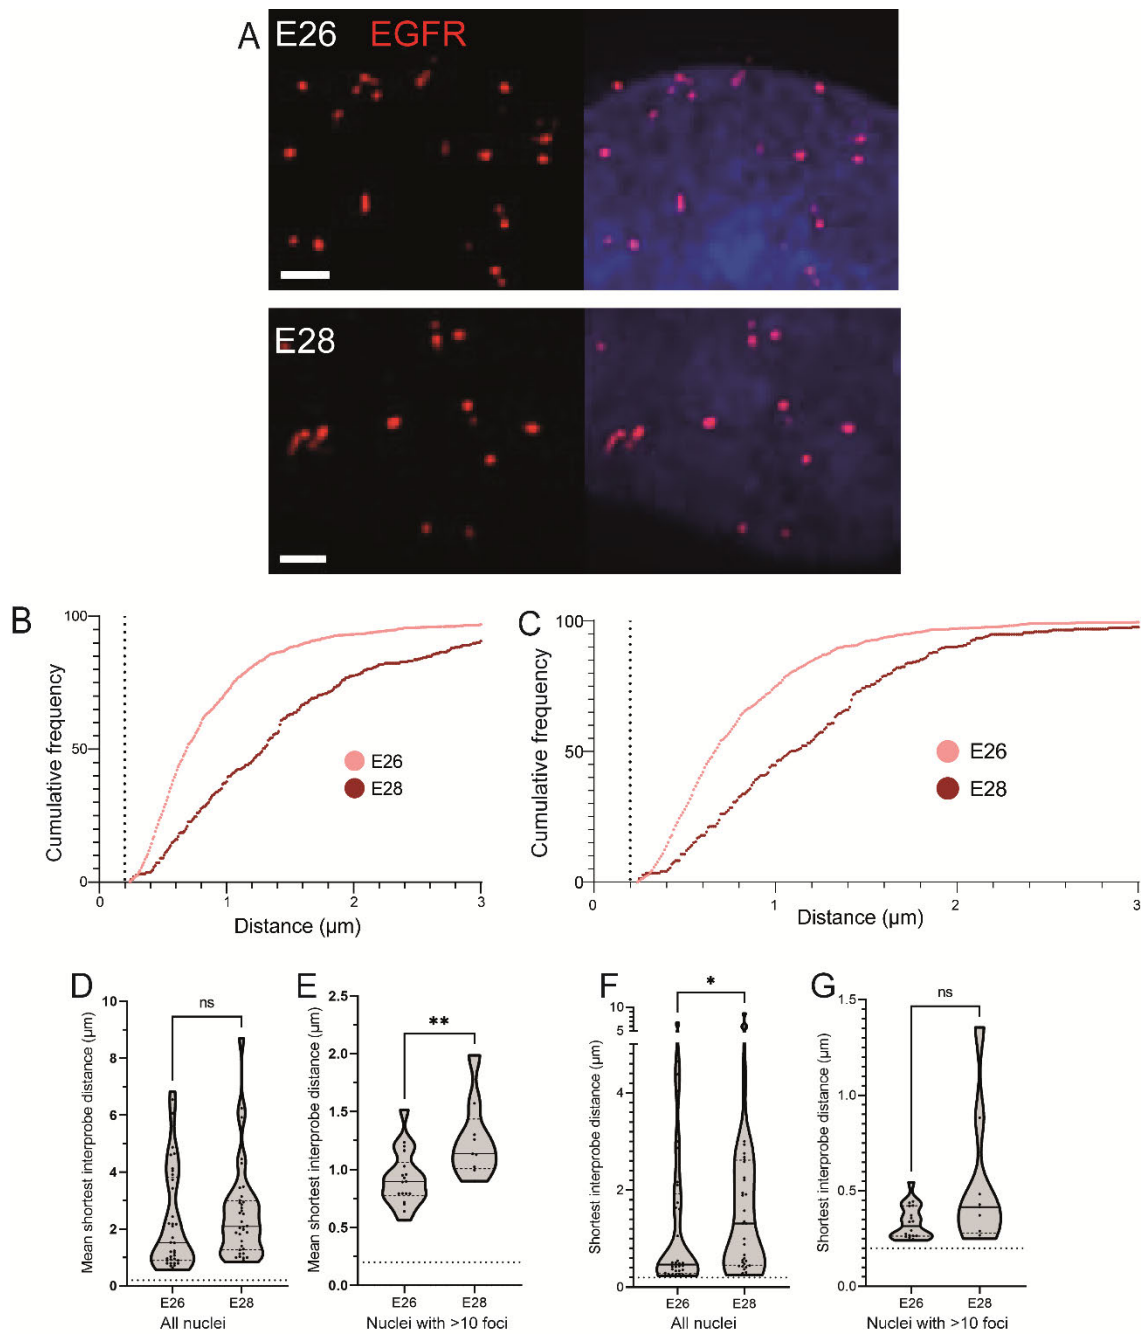 A
E26 EGFR
E28
B
100
50
0
Cumulative frequency
0 1 2 3
Distance (µm)
E26
E28
C
100
50
0
Cumulative frequency
0 1 2 3
Distance (µm)
E26
E28
D
ns
10
8
6
4
2
0
Mean shortest interprobe distance (µm)
E26 E28
All nuclei
E
**
2.5
2.0
1.5
1.0
0.5
0.0
Mean shortest interprobe distance (µm)
E26 E28
Nuclei with >10 foci
F
*
10
5
4
2
0
Shortest interprobe distance (µm)
E26 E28
All nuclei
G
ns
1.5
1.0
0.5
0.0
Shortest interprobe distance (µm)
E26 E28
Nuclei with >10 foci